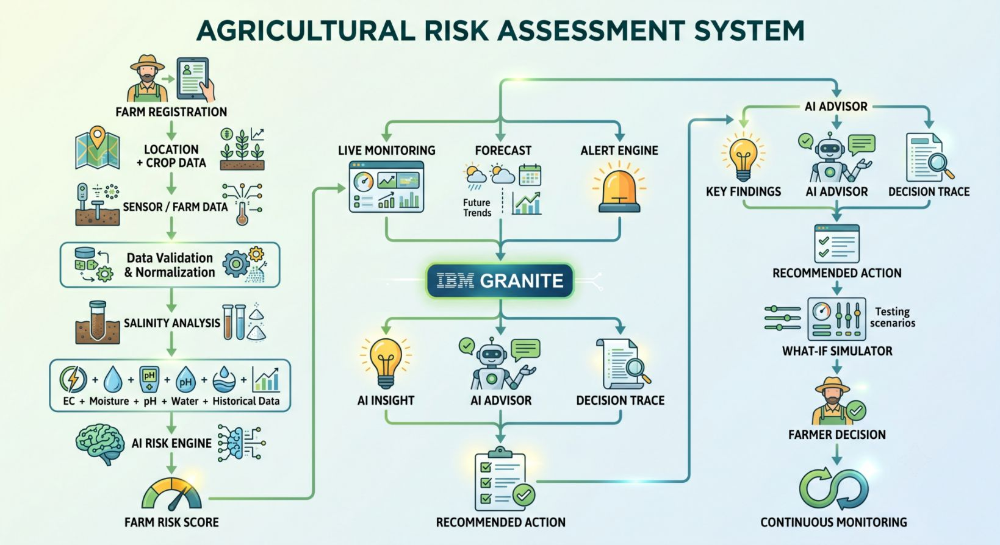 AGRICULTURAL RISK ASSESSMENT SYSTEM
FARM REGISTRATION
LOCATION
+ CROP DATA
SENSOR / FARM DATA
Data Validation
& Normalization
SALINITY ANALYSIS
+ + pH + pH + +
EC + Moisture + pH + Water + Historical Data
AI RISK ENGINE
FARM RISK SCORE
LIVE MONITORING
FORECAST
ALERT ENGINE
Future
Trends
IBM GRANITE
AI INSIGHT
AI ADVISOR
DECISION TRACE
RECOMMENDED ACTION
AI ADVISOR
KEY FINDINGS
AI ADVISOR
DECISION TRACE
RECOMMENDED ACTION
Testing
scenarios
WHAT-IF SIMULATOR
FARMER DECISION
CONTINUOUS MONITORING